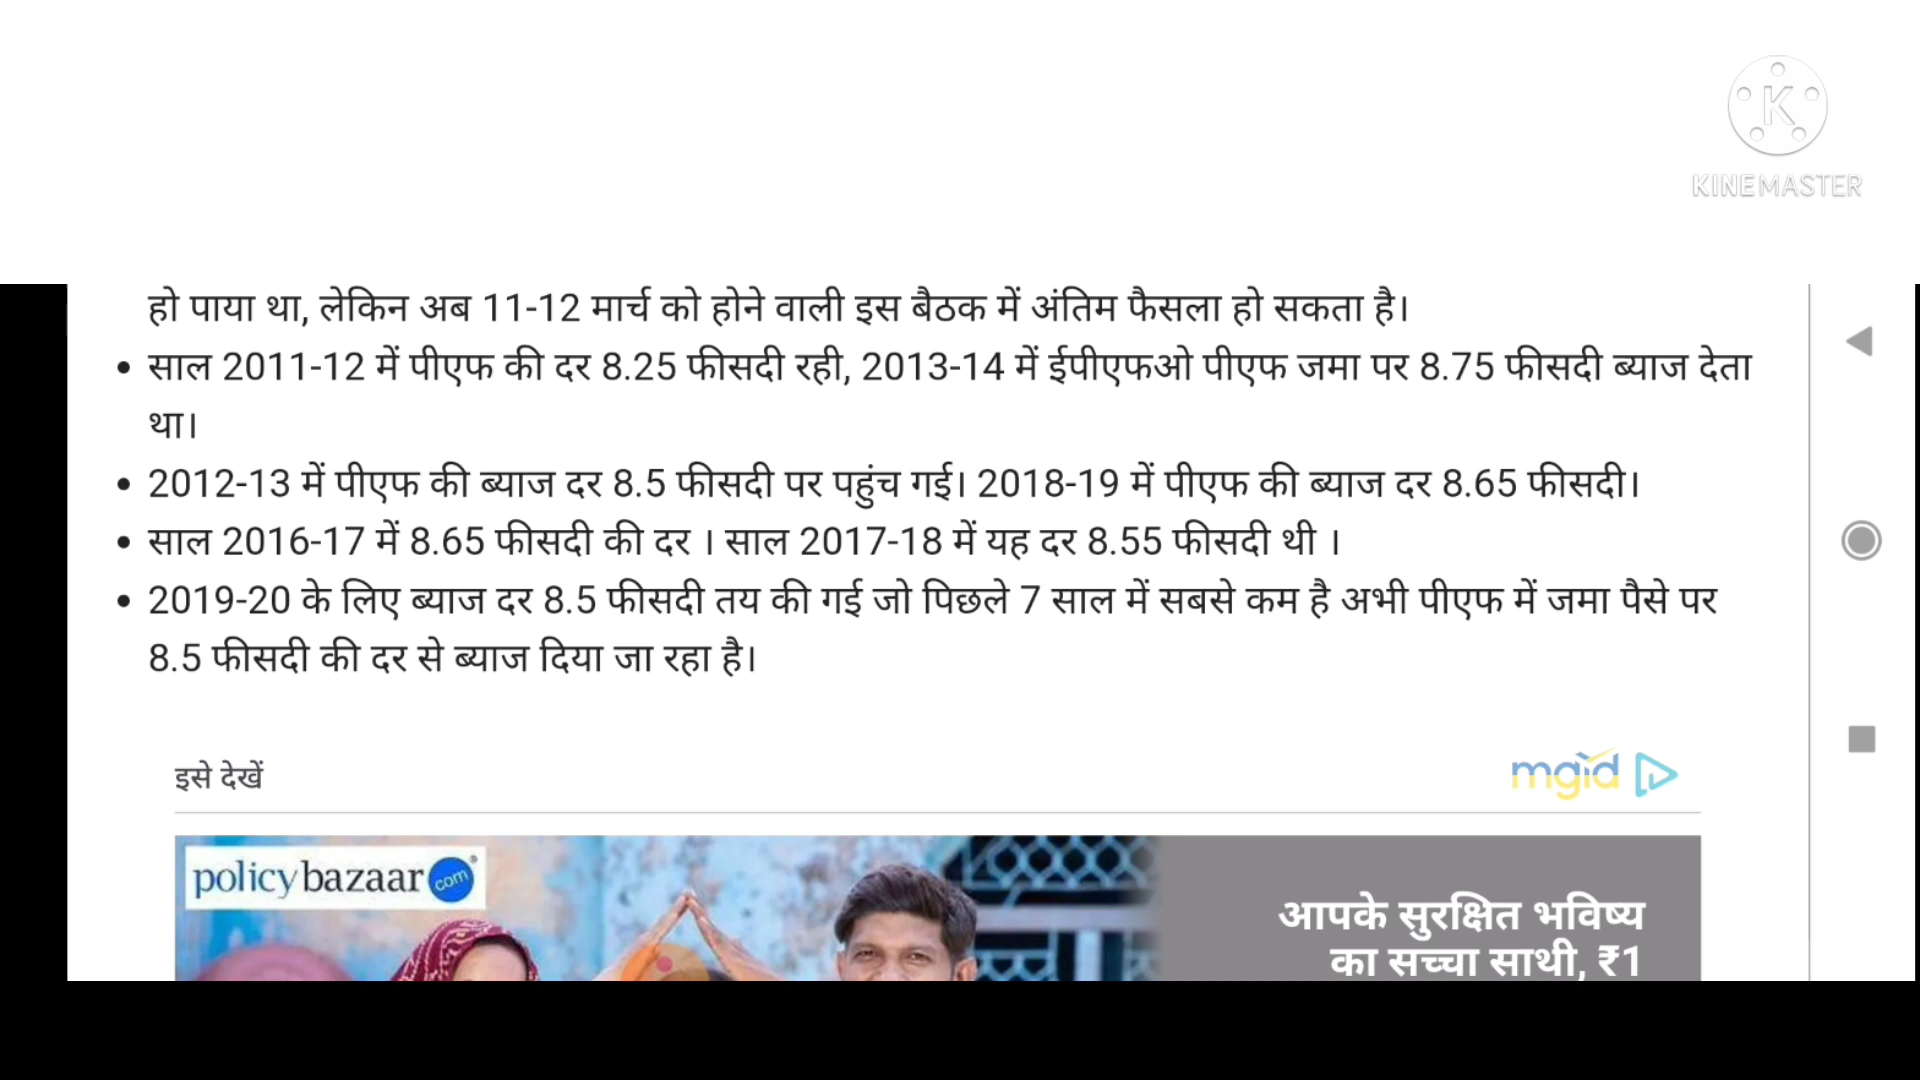 K
KINEMASTER
हो पाया था, लेकिन अब 11-12 मार्च को होने वाली इस बैठक में अंतिम फैसला हो सकता है।
• साल 2011-12 में पीएफ की दर 8.25 फीसदी रही, 2013-14 में ईपीएफओ पीएफ जमा पर 8.75 फीसदी ब्याज देता
था।
• 2012-13 में पीएफ की ब्याज दर 8.5 फीसदी पर पहुंच गई। 2018-19 में पीएफ की ब्याज दर 8.65 फीसदी।
• साल 2016-17 में 8.65 फीसदी की दर । साल 2017-18 में यह दर 8.55 फीसदी थी ।
• 2019-20 के लिए ब्याज दर 8.5 फीसदी तय की गई जो पिछले 7 साल में सबसे कम है अभी पीएफ में जमा पैसे पर
8.5 फीसदी की दर से ब्याज दिया जा रहा है।
इसे देखें
mgid
policybazaar com
आपके सुरक्षित भविष्य
का सच्चा साथी, ₹1